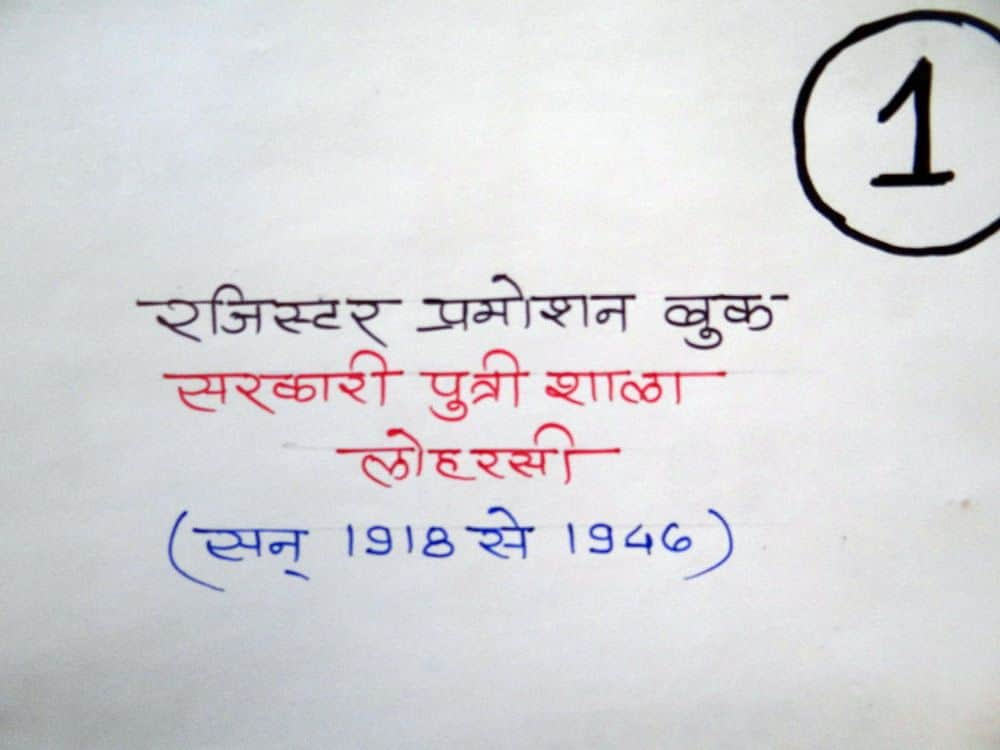 1
रजिस्टर प्रमोशन बुक
सरकारी पुत्री शाला
लोहरसी
(सन् 1918 से 1946)